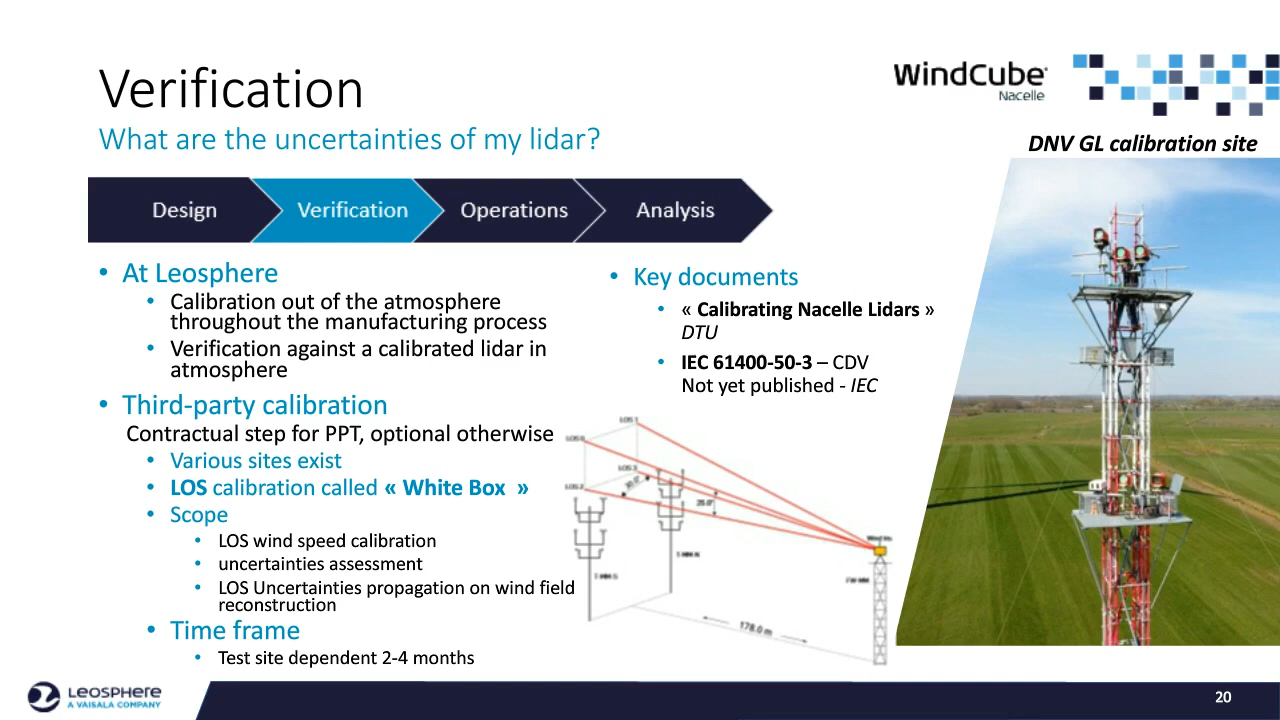 Verification
What are the uncertainties of my lidar?
WindCube
Nacelle
DNV GL calibration site
Design
Verification
Operations
Analysis
• At Leosphere
• Calibration out of the atmosphere
throughout the manufacturing process
• Verification against a calibrated lidar in
atmosphere
• Third-party calibration
Contractual step for PPT, optional otherwise
• Various sites exist
• LOS calibration called « White Box »
• Scope
• LOS wind speed calibration
• uncertainties assessment
• LOS Uncertainties propagation on wind field
reconstruction
• Time frame
• Test site dependent 2-4 months
• Key documents
• « Calibrating Nacelle Lidars »
DTU
• IEC 61400-50-3 – CDV
Not yet published - IEC
LOS 1
LOS 0
LOS 3
LOS 2
178.0 m
LEOSPHERE
A VAISALA COMPANY
20